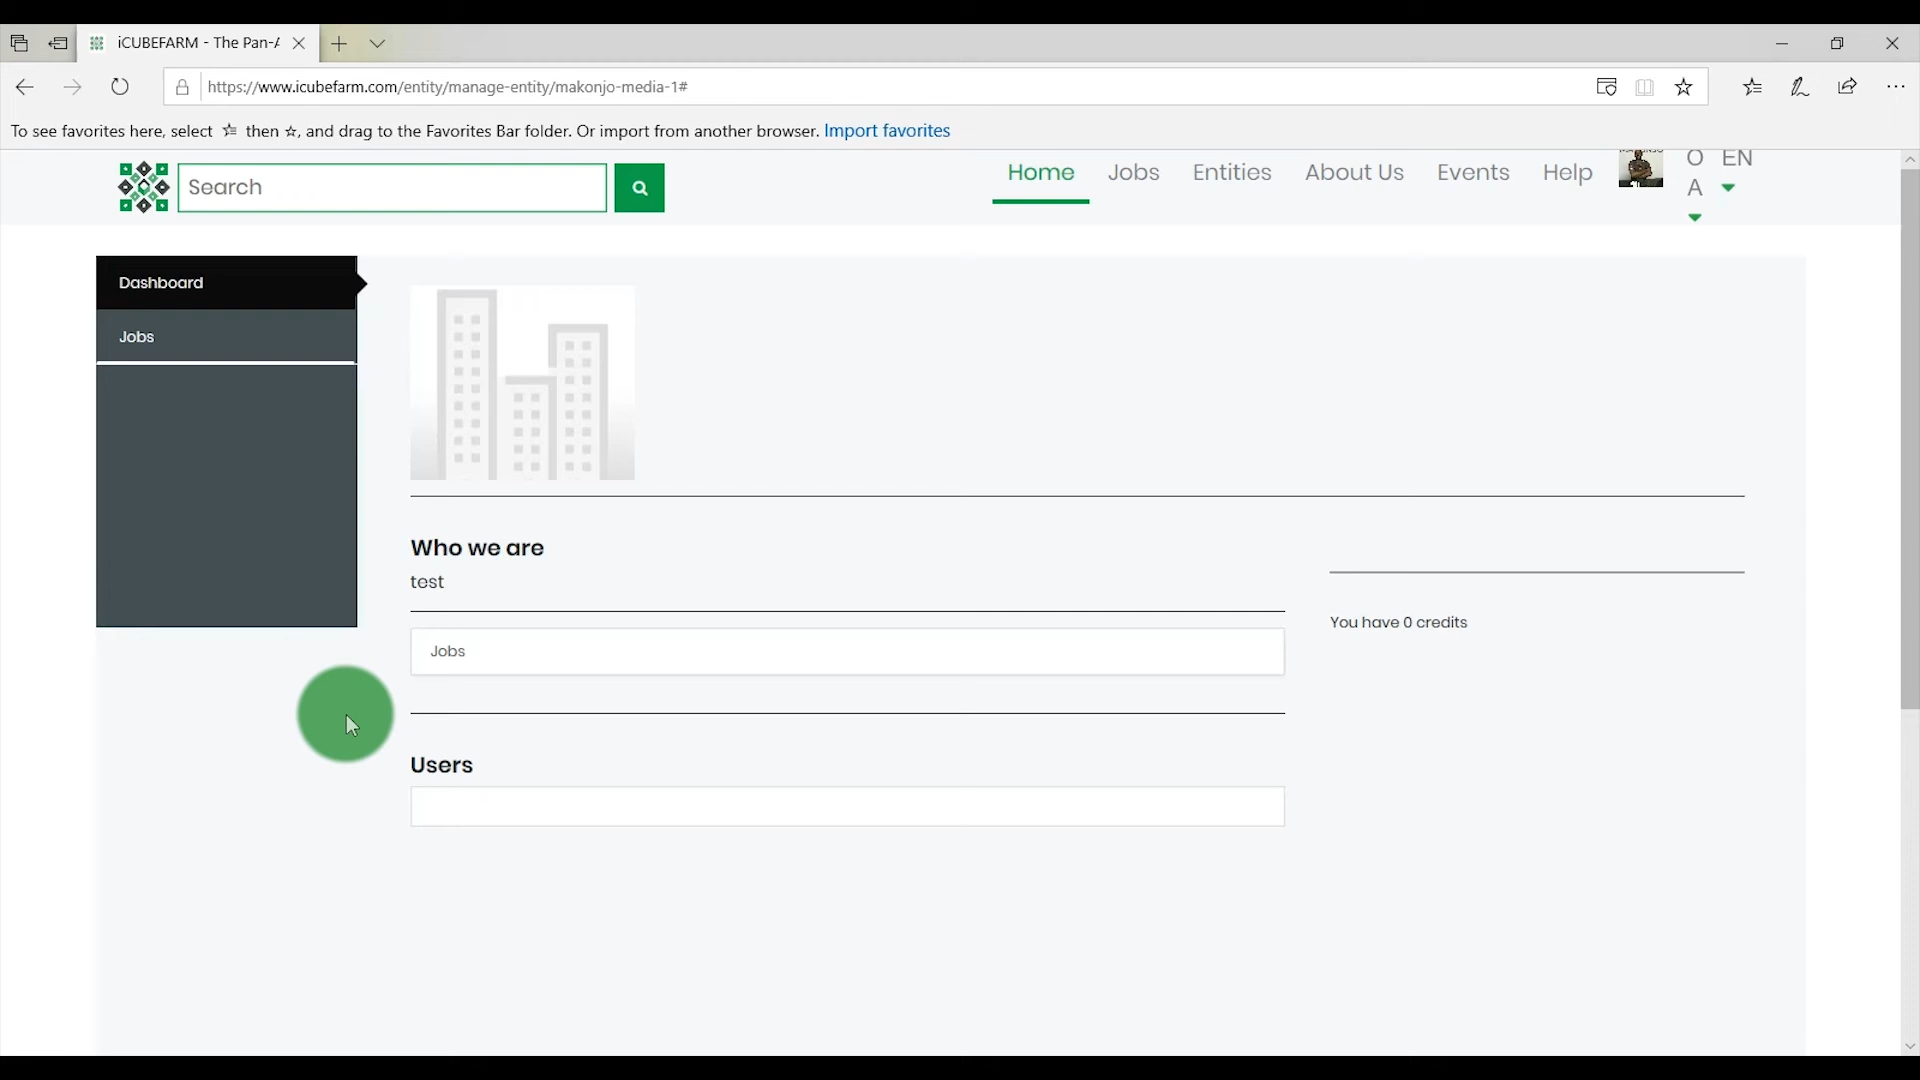 iCUBEFARM - The Pan-A
https://www.icubefarm.com/entity/manage-entity/makonjo-media-1#
To see favorites here, select then, and drag to the Favorites Bar folder. Or import from another browser. Import favorites
Search
Home Jobs Entities About Us Events Help O EN
A
Dashboard
Jobs
Who we are
test
You have 0 credits
Jobs
Users